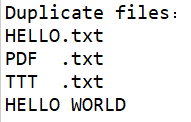 Duplicate files:
HELLO.txt
PDF  .txt
TTT  .txt
HELLO WORLD